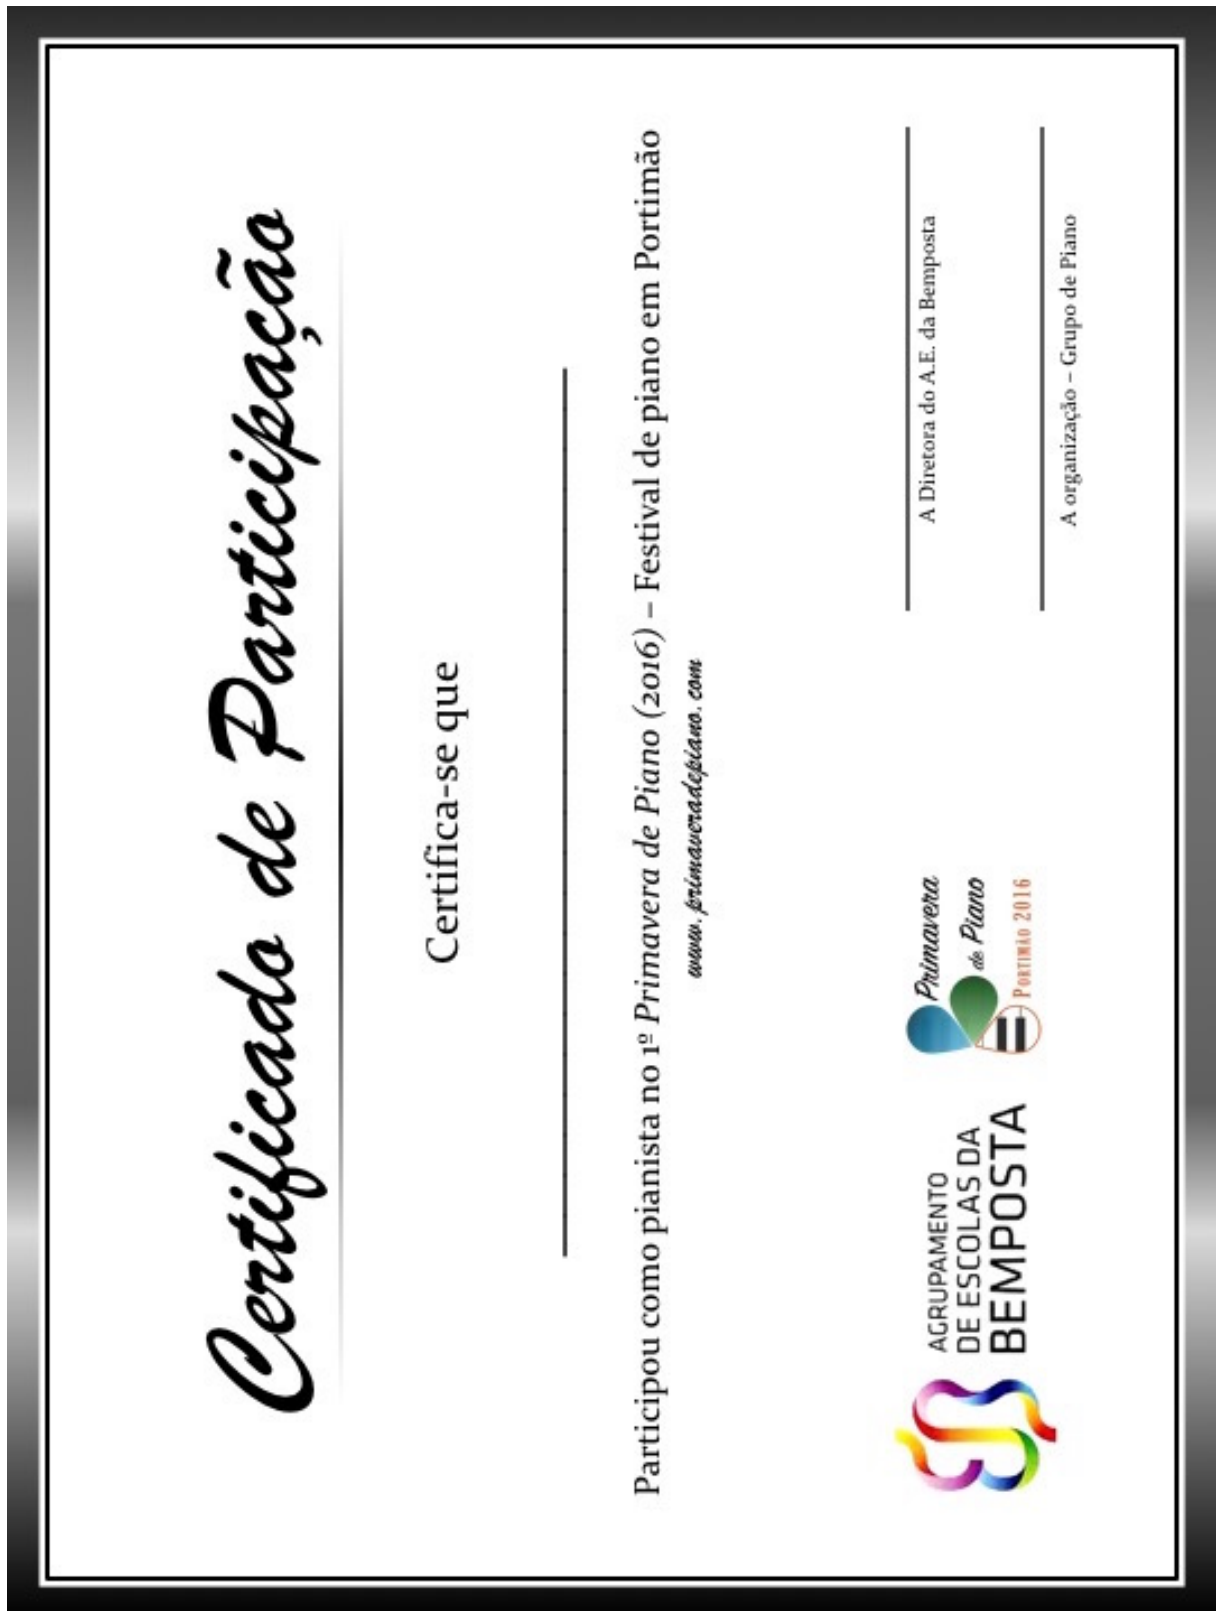 Certificado de Participação
Certifica-se que
Participou como pianista no 1º Primavera de Piano (2016) – Festival de piano em Portimão
www.primaveradepiano.com
AGRUPAMENTO
DE ESCOLAS DA
BEMPOSTA
Primavera
de Piano
PORTIMÃO 2016
A Diretora do A.E. da Bemposta
A organização – Grupo de Piano